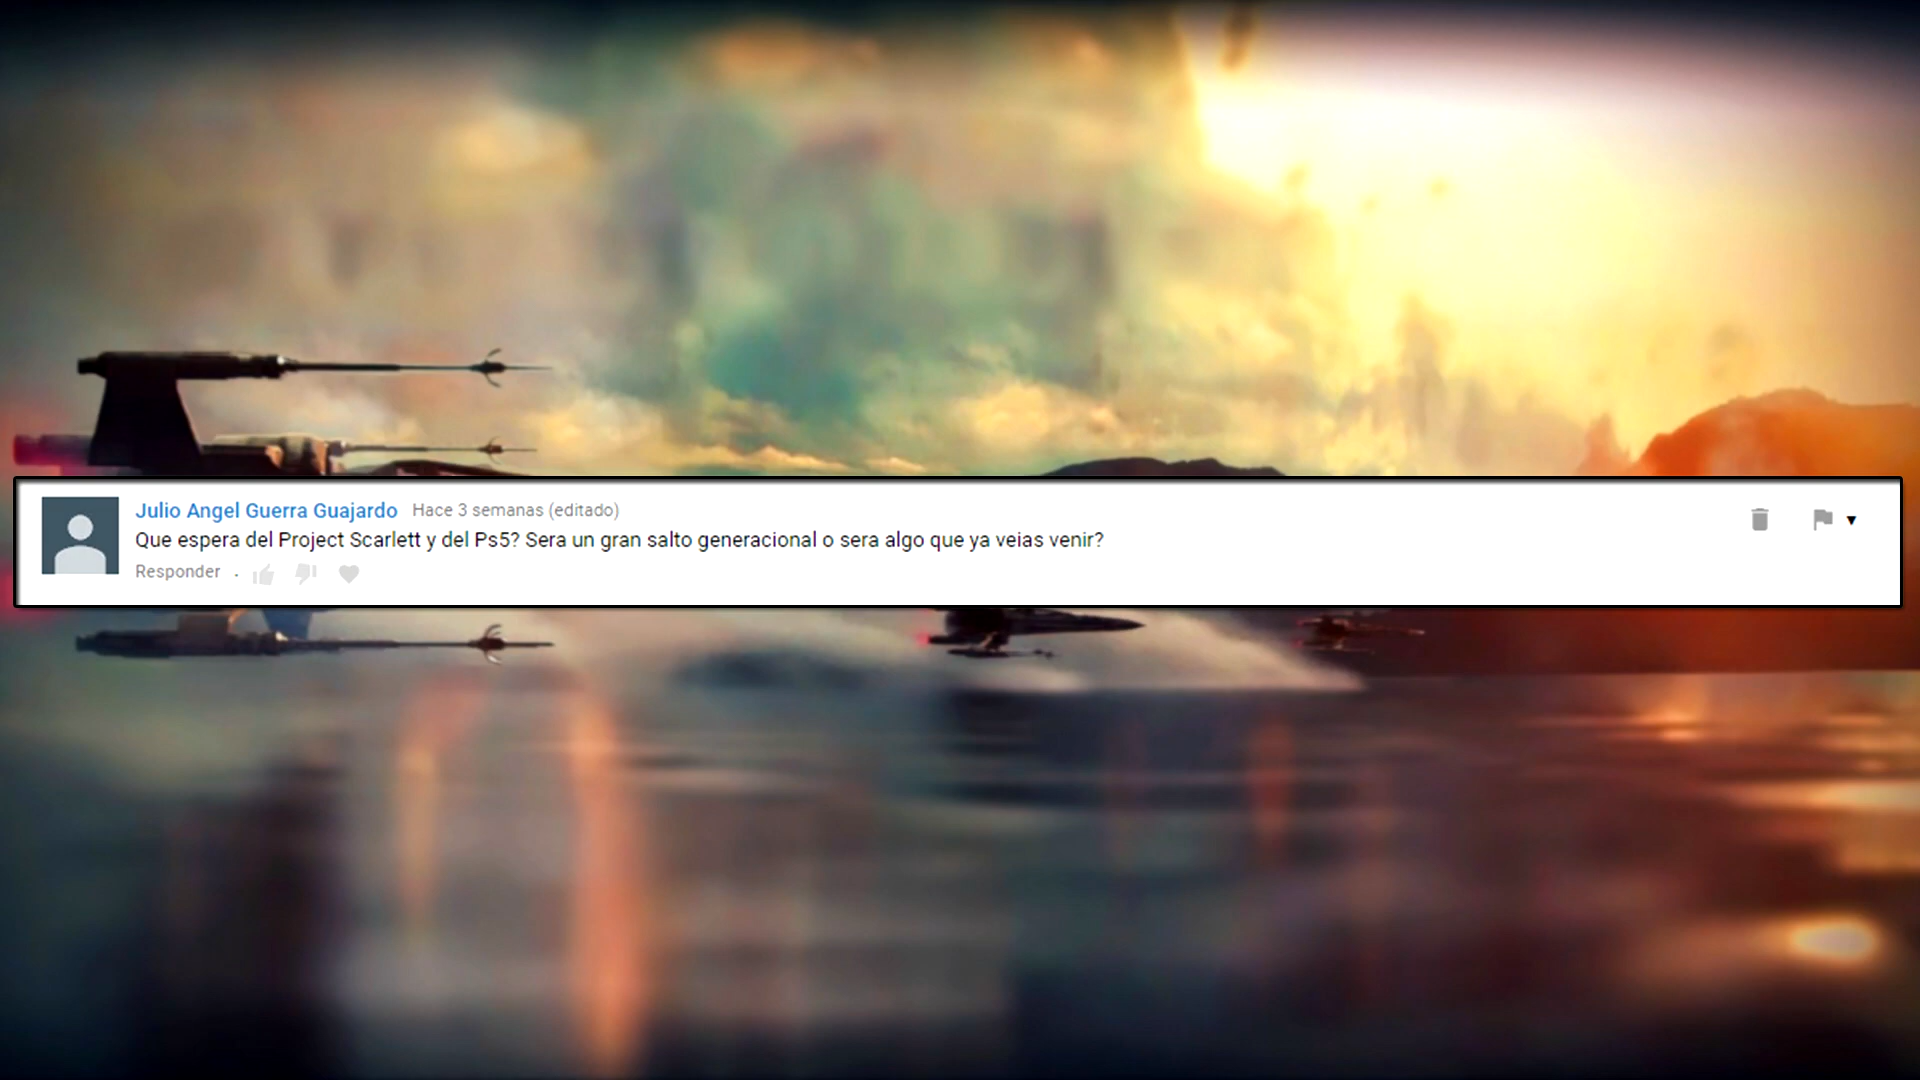 Julio Angel Guerra Guajardo Hace 3 semanas (editado)
Que espera del Project Scarlett y del Ps5? Sera un gran salto generacional o sera algo que ya veias venir?
Responder .